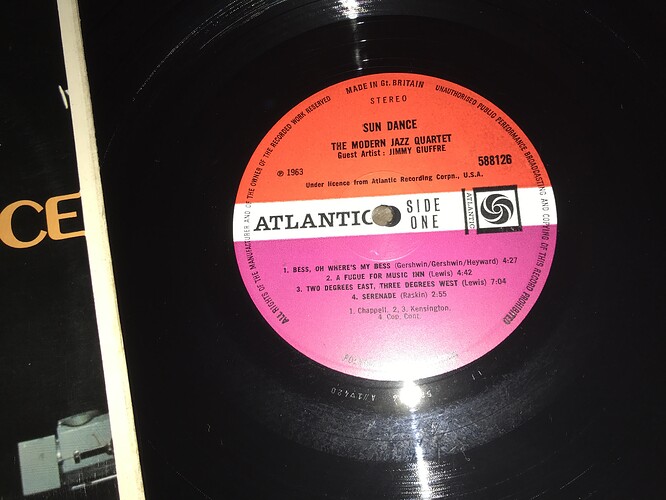 CE
ALL RIGHTS OF THE MANUFACTURER AND OF THE OWNER OF THE RECORDED WORK RESERVED
MADE IN Gt. BRITAIN
UNAUTHORISED PUBLIC PERFORMANCE BROADCASTING AND COPYING OF THIS RECORD PROHIBITED
STEREO
SUN DANCE
THE MODERN JAZZ QUARTET
Guest Artist : JIMMY GIUFFRE
588126
℗ 1963
Under licence from Atlantic Recording Corpn., U.S.A.
ATLANTIC
SIDE
ONE
ATLANTIC
1. BESS, OH WHERE'S MY BESS (Gershwin/Gershwin/Heyward) 4:27
2. A FUGUE FOR MUSIC INN (Lewis) 4:42
3. TWO DEGREES EAST, THREE DEGREES WEST (Lewis) 7:04
4. SERENADE (Raskin) 2:55
1. Chappell. 2, 3, Kensington.
4 Cop. Con.